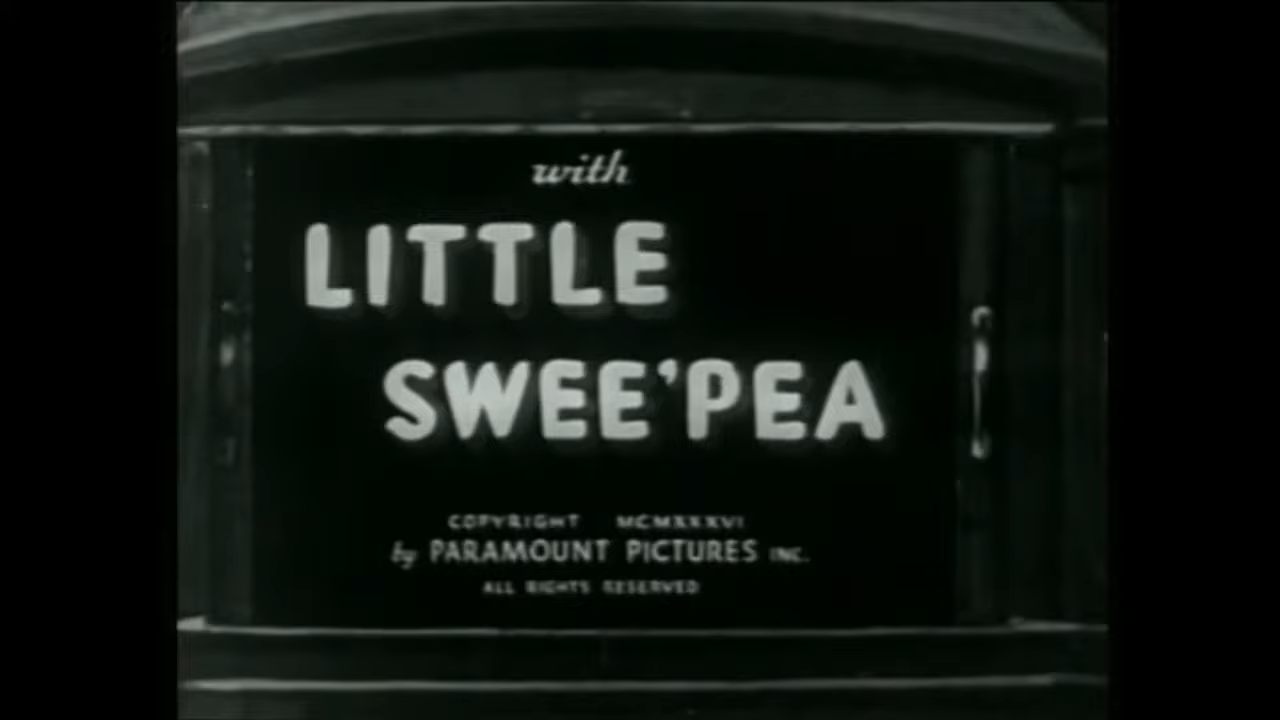 with
LITTLE
SWEE'PEA
COPYRIGHT MCMXXXVI
by PARAMOUNT PICTURES INC.
ALL RIGHTS RESERVED